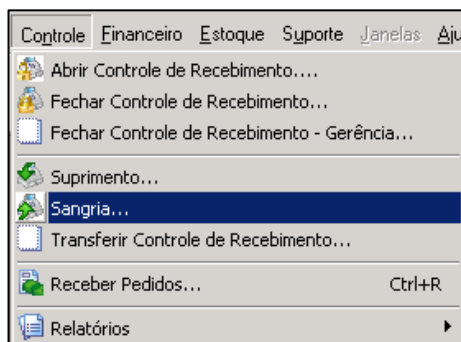 Controle Financeiro Estoque Suporte Janelas Aju
Abrir Controle de Recebimento....
Fechar Controle de Recebimento...
Fechar Controle de Recebimento - Gerência...
Suprimento...
Sangria...
Transferir Controle de Recebimento...
Receber Pedidos... Ctrl+R
Relatórios